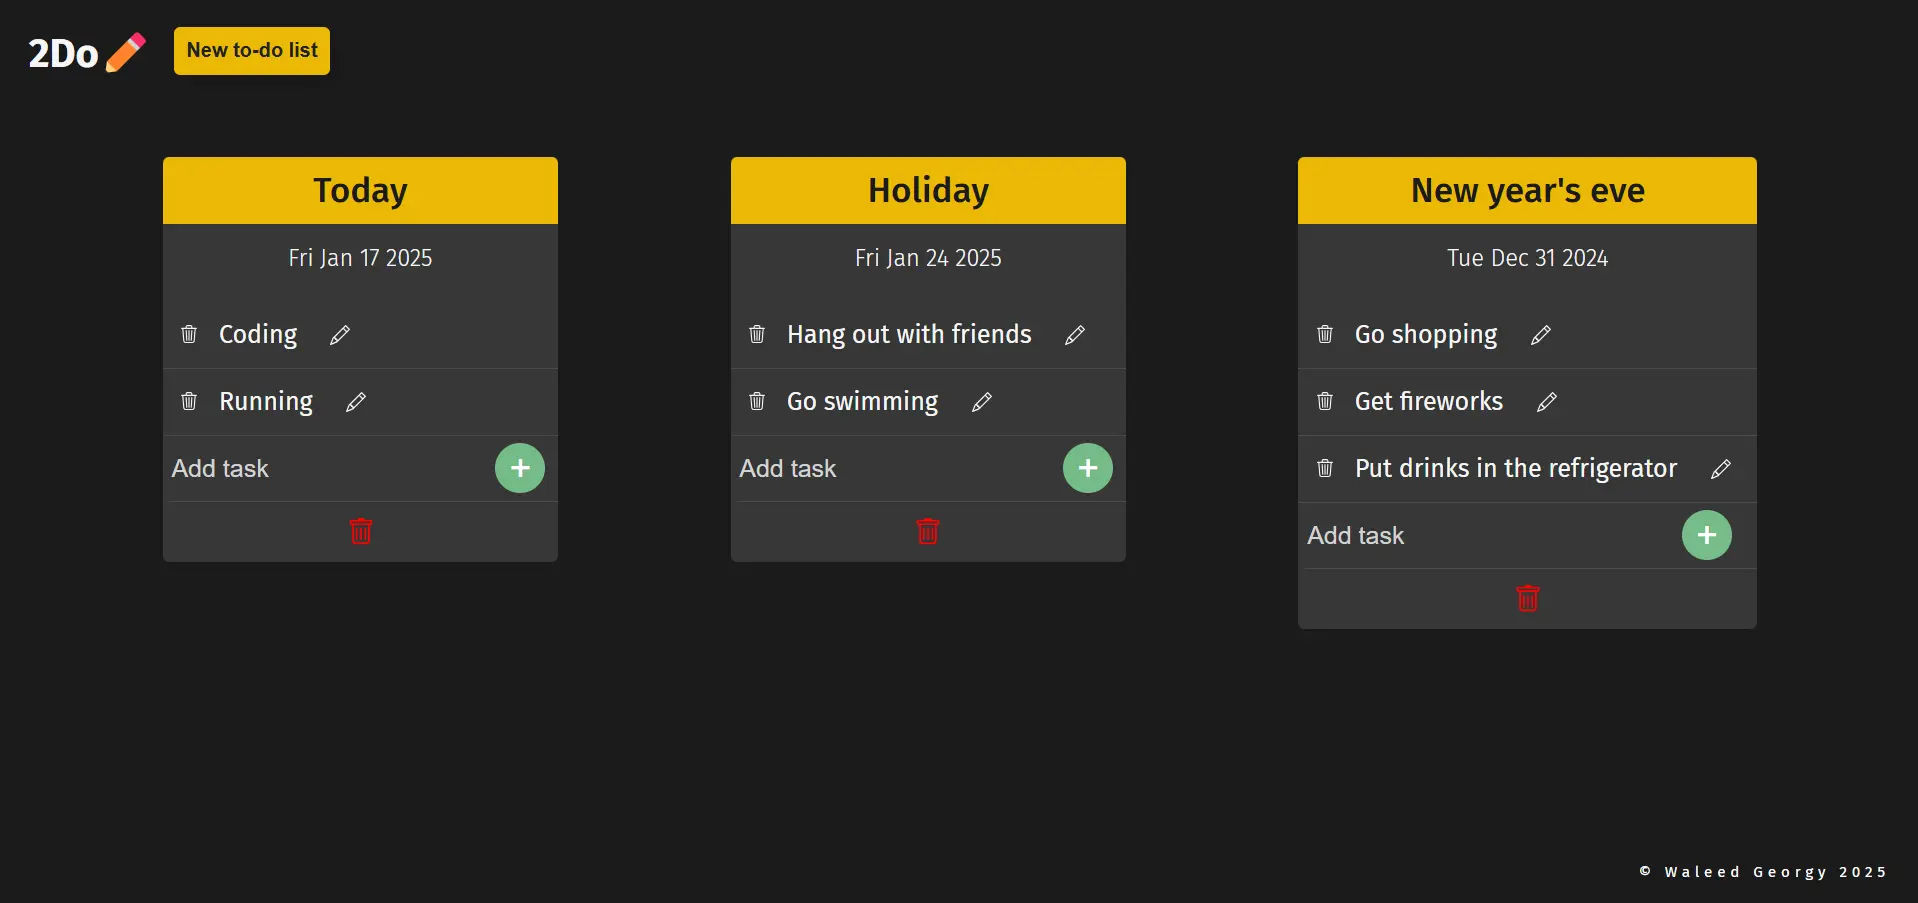 2Do
New to-do list
Today
Fri Jan 17 2025
Coding
Running
Add task
Holiday
Fri Jan 24 2025
Hang out with friends
Go swimming
Add task
New year's eve
Tue Dec 31 2024
Go shopping
Get fireworks
Put drinks in the refrigerator
Add task
© Waleed Georgy 2025